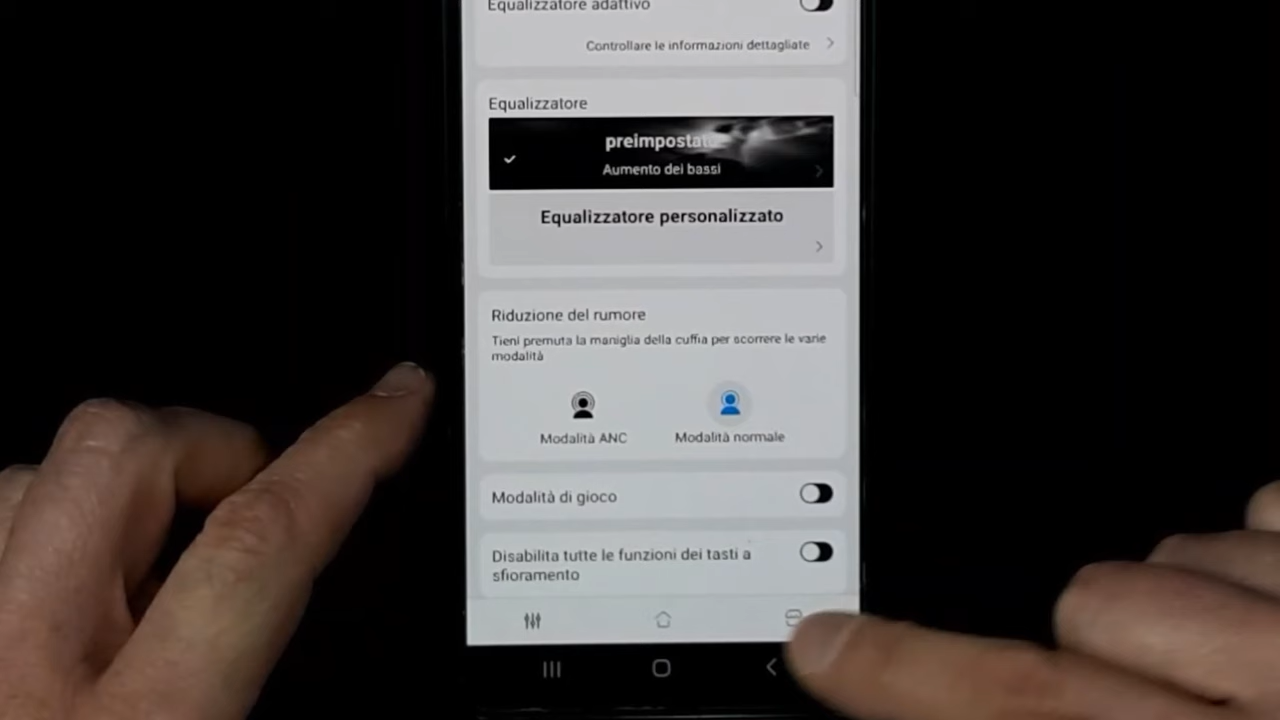 Equalizzatore adattivo
Controllare le informazioni dettagliate
Equalizzatore
preimpostato
Aumento dei bassi
Equalizzatore personalizzato
Riduzione del rumore
Tieni premuta la maniglia della cuffia per scorrere le varie
modalità
Modalità ANC
Modalità normale
Modalità di gioco
Disabilita tutte le funzioni dei tasti a
sfioramento